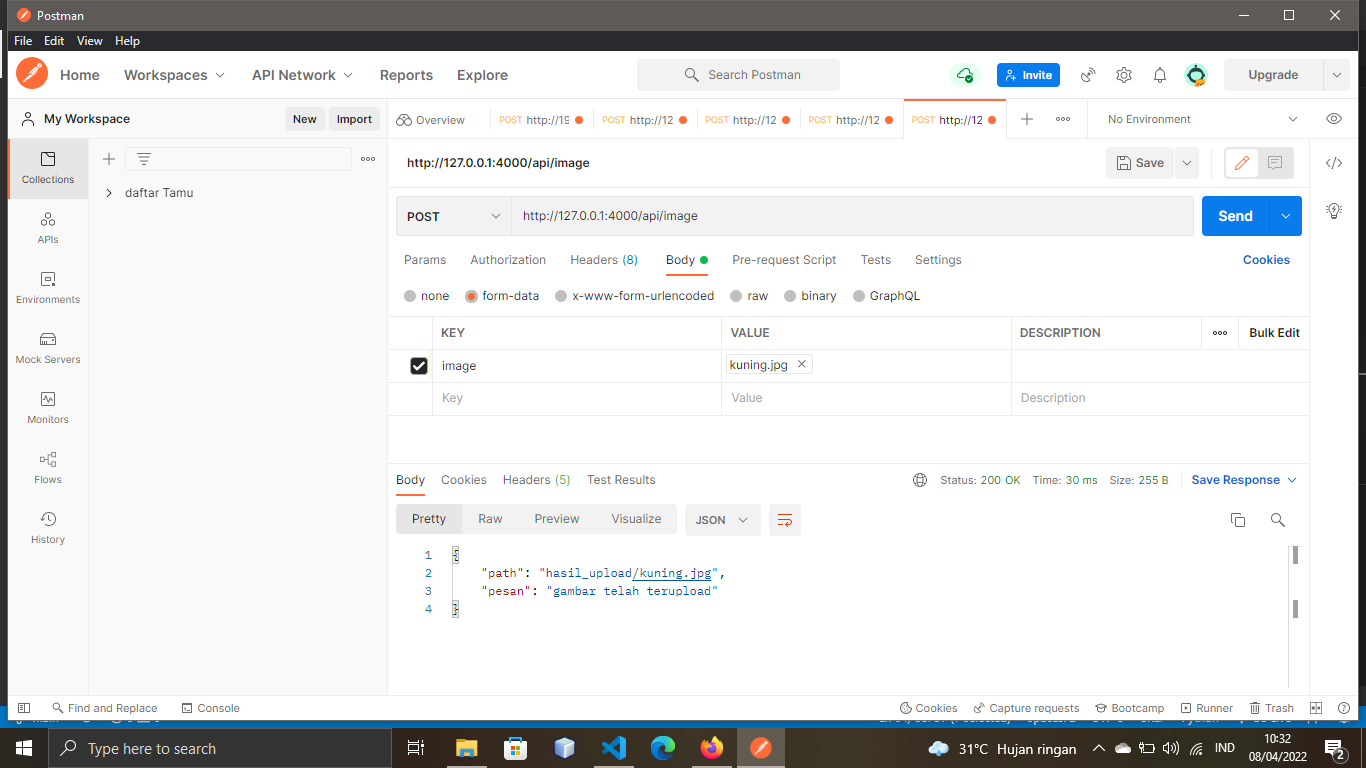 Postman
File Edit View Help
Home Workspaces API Network Reports Explore Search Postman Invite Upgrade
My Workspace New Import Overview POST http://19 POST http://12 POST http://12 POST http://12 POST http://12 No Environment
Collections
APIs
Environments
Mock Servers
Monitors
Flows
History
daftar Tamu
http://127.0.0.1:4000/api/image Save
POST http://127.0.0.1:4000/api/image Send
Params Authorization Headers (8) Body Pre-request Script Tests Settings Cookies
none form-data x-www-form-urlencoded raw binary GraphQL
KEY VALUE DESCRIPTION Bulk Edit
image kuning.jpg
Key Value Description
Body Cookies Headers (5) Test Results Status: 200 OK Time: 30 ms Size: 255 B Save Response
Pretty Raw Preview Visualize JSON
1 {
2 "path": "hasil_upload/kuning.jpg",
3 "pesan": "gambar telah terupload"
4 }
Find and Replace Console Cookies Capture requests Bootcamp Runner Trash
Type here to search 31°C Hujan ringan IND 10:32
08/04/2022 2